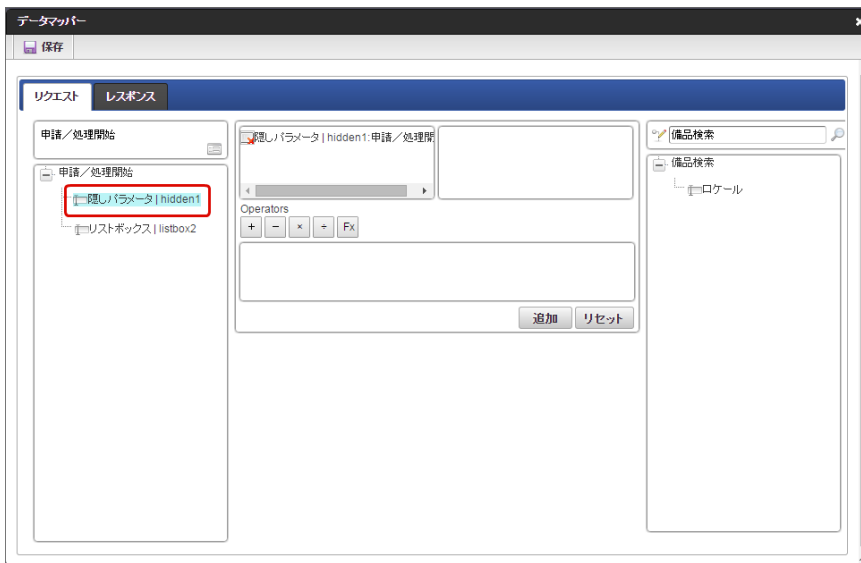 データマッパー
保存
リクエスト レスポンス
申請／処理開始
申請／処理開始
隠しパラメータ | hidden1
リストボックス | listbox2
隠しパラメータ | hidden1:申請／処理開
Operators
+ − × ÷ Fx
追加 リセット
備品検索
備品検索
ロケール